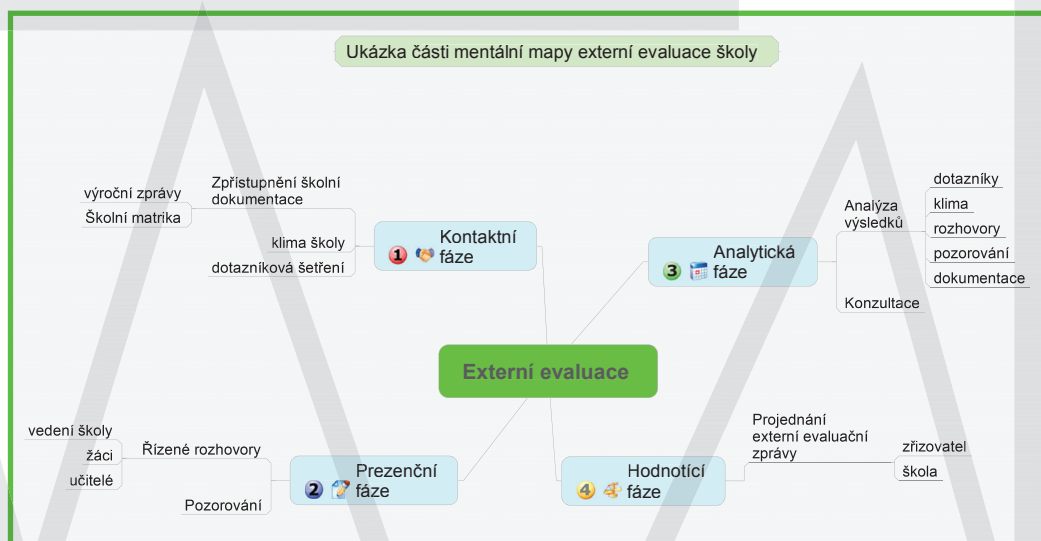 Ukázka části mentální mapy externí evaluace školy
výroční zprávy
Školní matrika
Zpřístupnění školní
dokumentace
klima školy
dotazníková šetření
1 Kontaktní
fáze
3 Analytická
fáze
Analýza
výsledků
dotazníky
klima
rozhovory
pozorování
dokumentace
Konzultace
Externí evaluace
vedení školy
žáci
učitelé
Řízené rozhovory
Pozorování
2 Prezenční
fáze
4 Hodnotící
fáze
Projednání
externí evaluační
zprávy
zřizovatel
škola